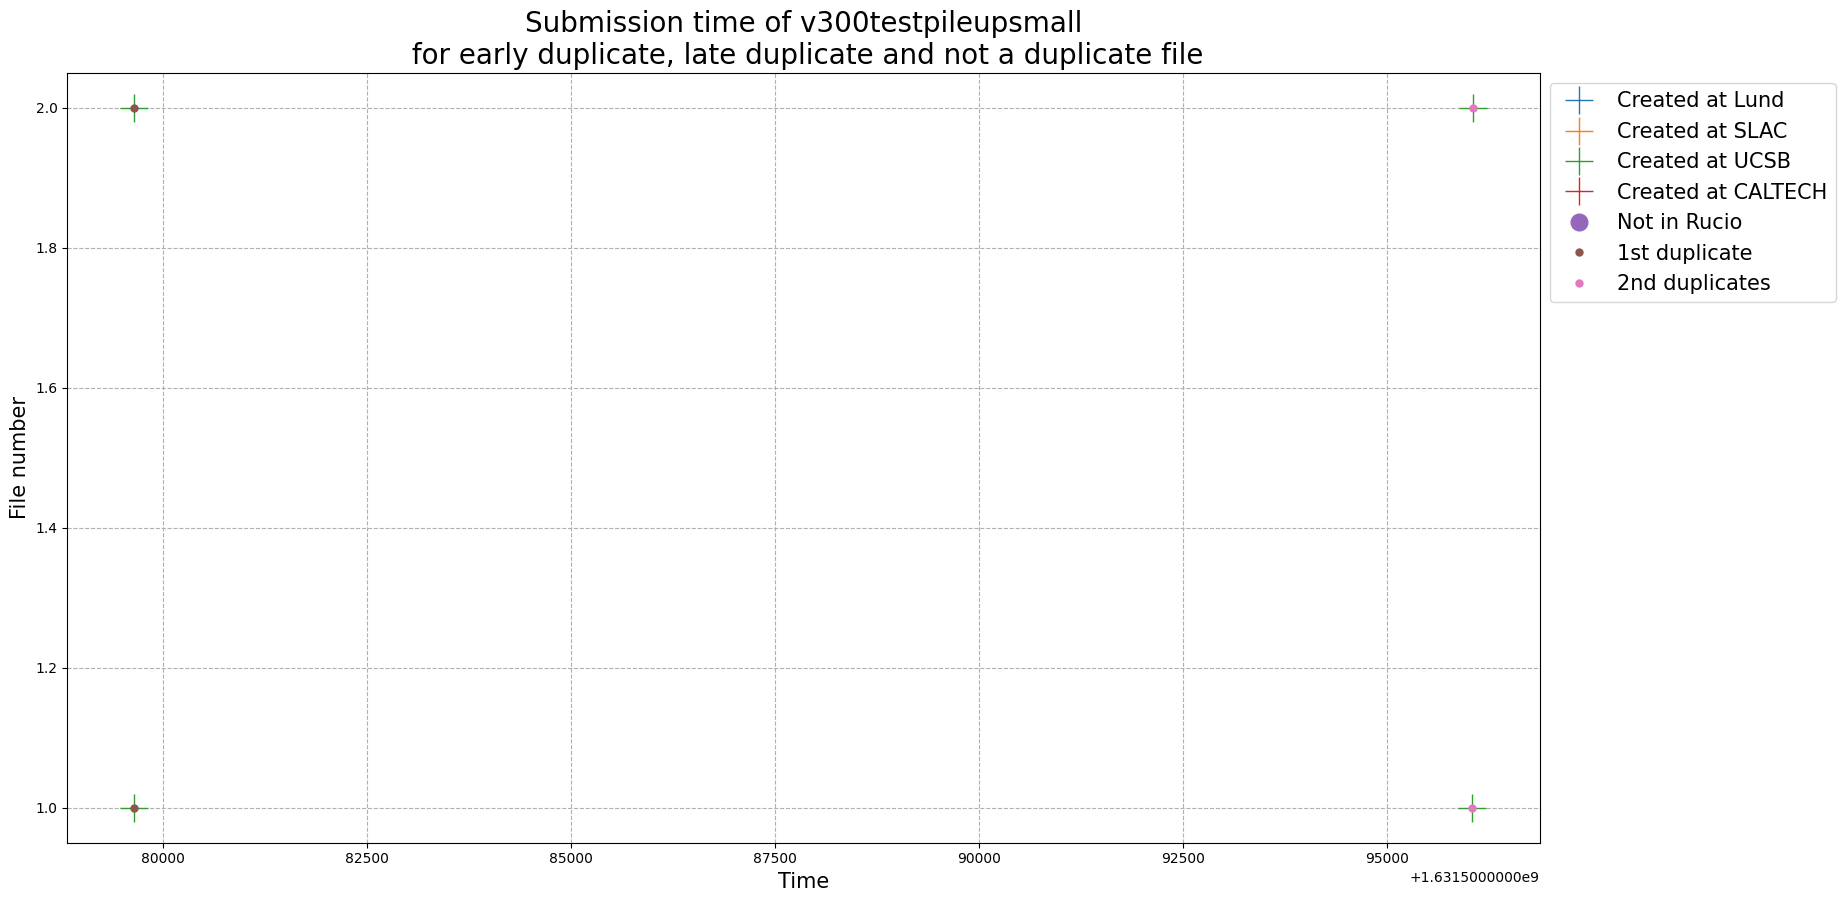 Submission time of v300testpileupsmall
for early duplicate, late duplicate and not a duplicate file
File number
2.0
1.8
1.6
1.4
1.2
1.0
80000
82500
85000
87500
90000
92500
95000
+1.6315000000e9
Time
Created at Lund
Created at SLAC
Created at UCSB
Created at CALTECH
Not in Rucio
1st duplicate
2nd duplicates